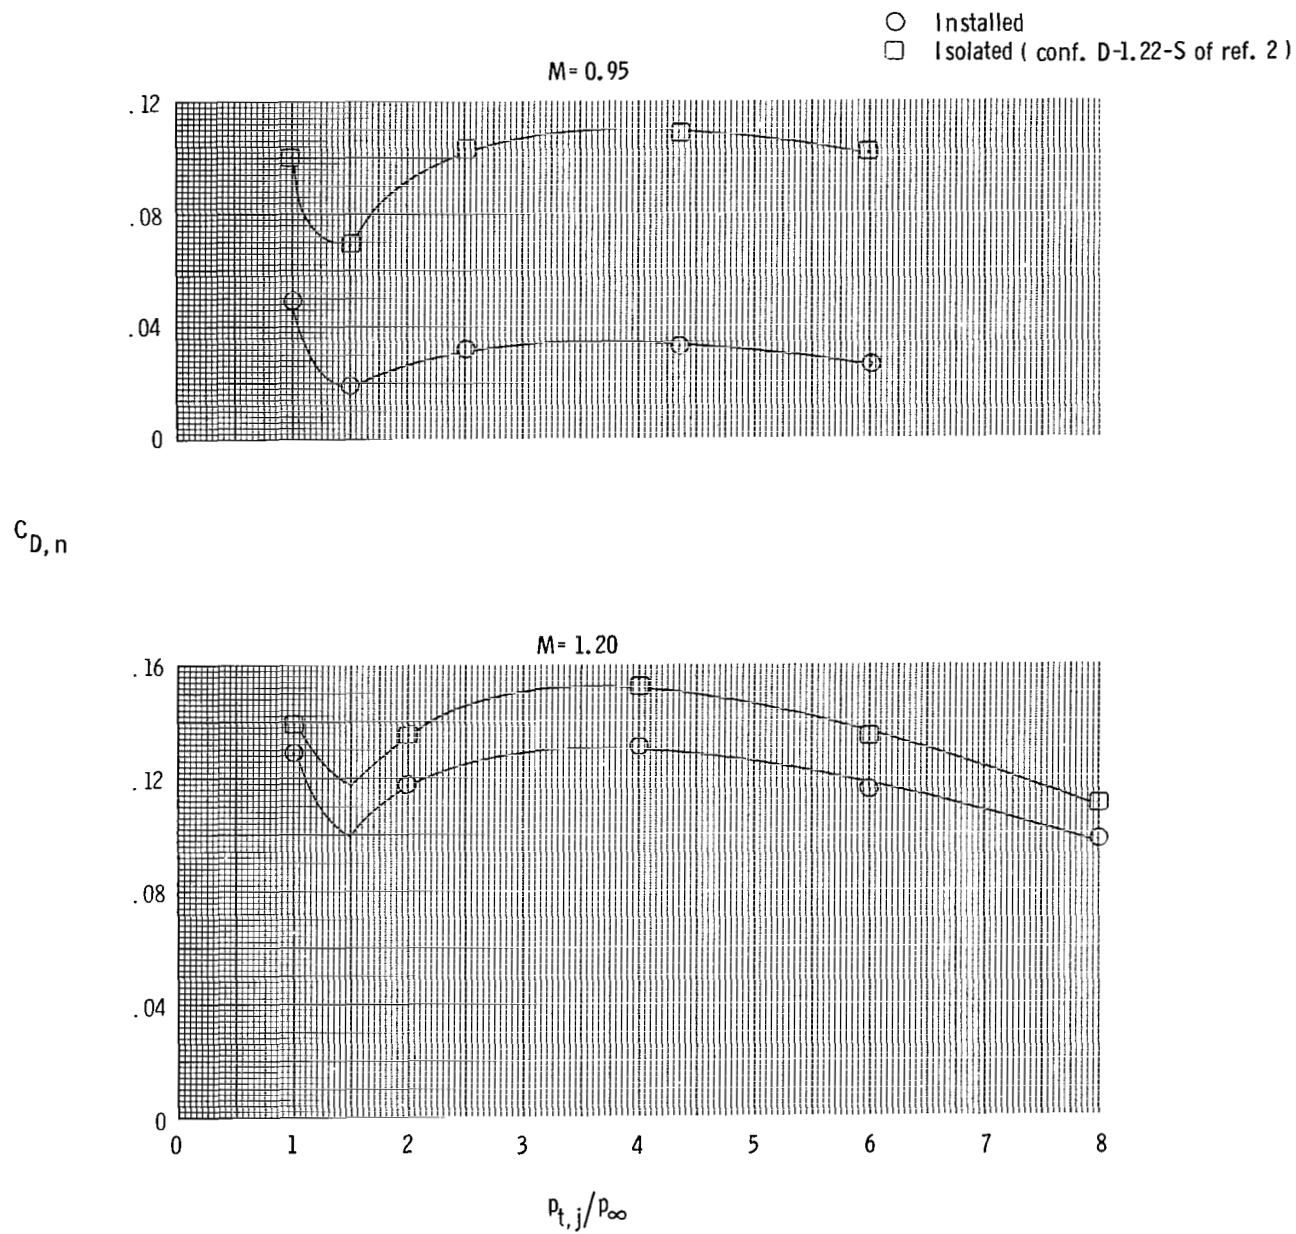 Installed
Isolated ( conf. D-1.22-S of ref. 2 )
M= 0.95
.12
.08
.04
0
C_D,n
M= 1.20
.16
.12
.08
.04
0
0 1 2 3 4 5 6 7 8
p_t,j/p_∞